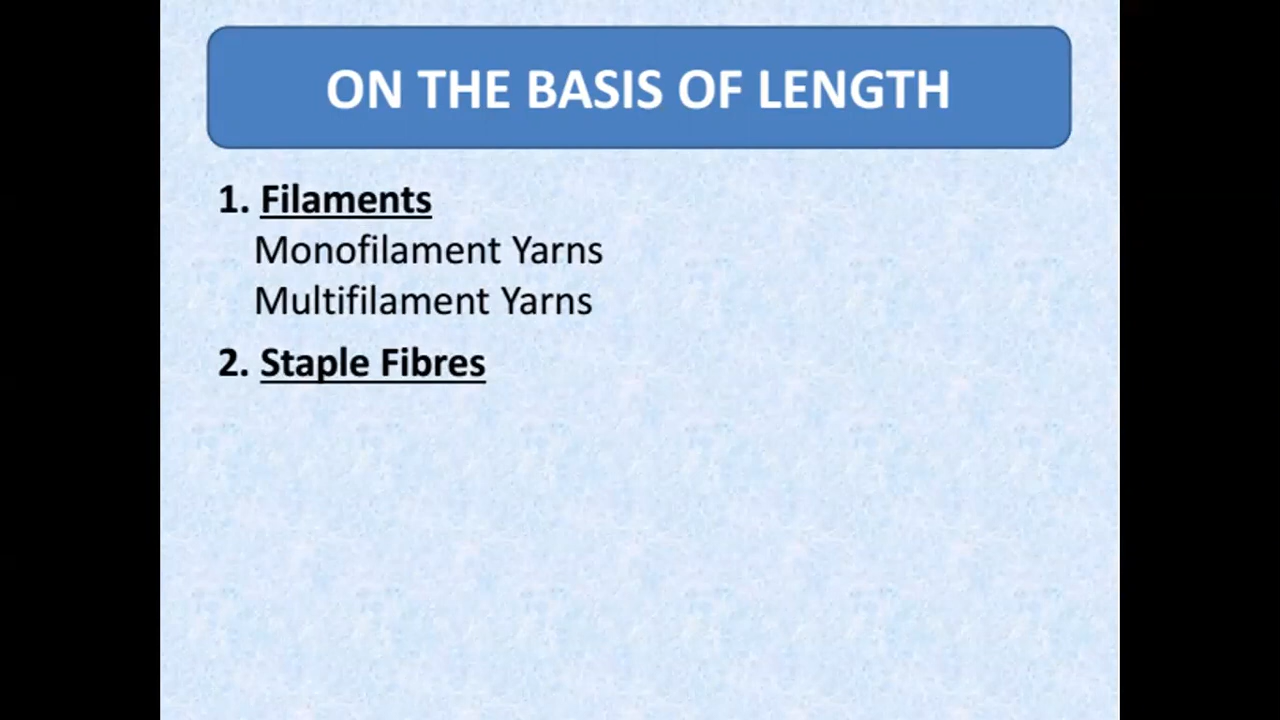 ON THE BASIS OF LENGTH
1. Filaments
Monofilament Yarns
Multifilament Yarns
2. Staple Fibres